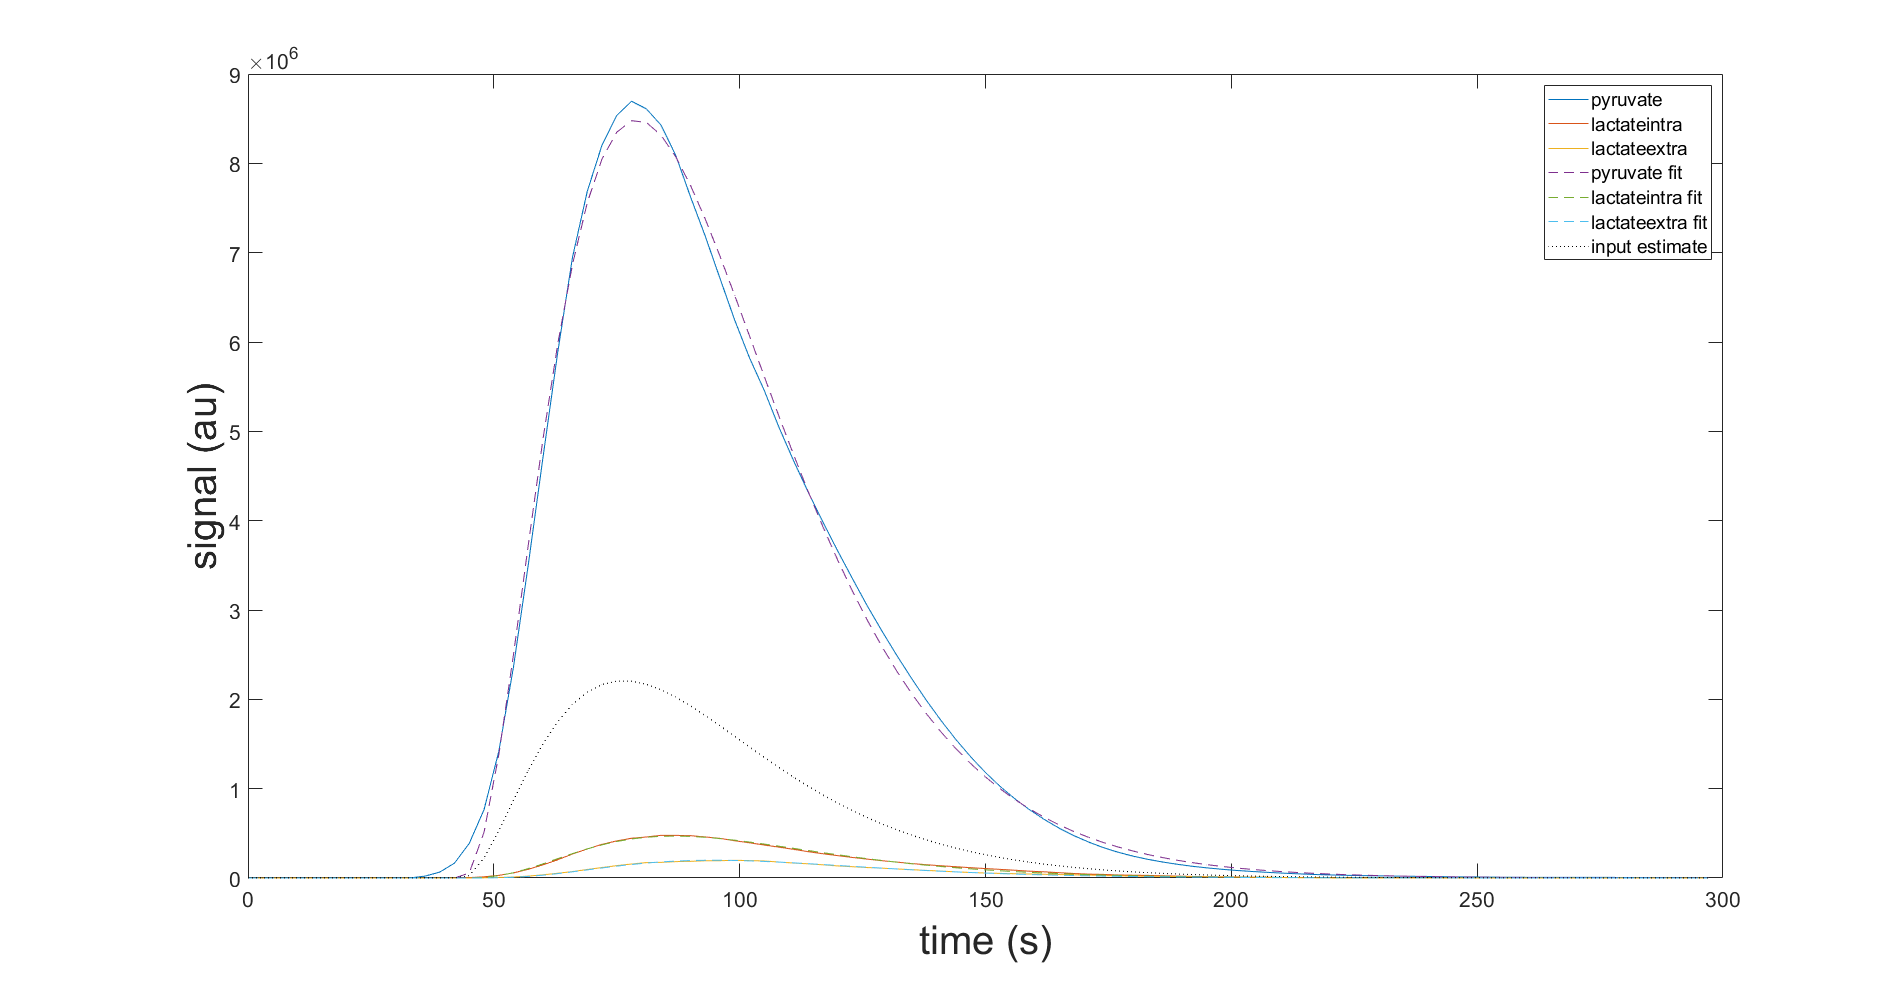 ×10^6
9
8
7
6
5
4
3
2
1
0
signal (au)
0 50 100 150 200 250 300
time (s)
pyruvate
lactateintra
lactateextra
pyruvate fit
lactateintra fit
lactateextra fit
input estimate